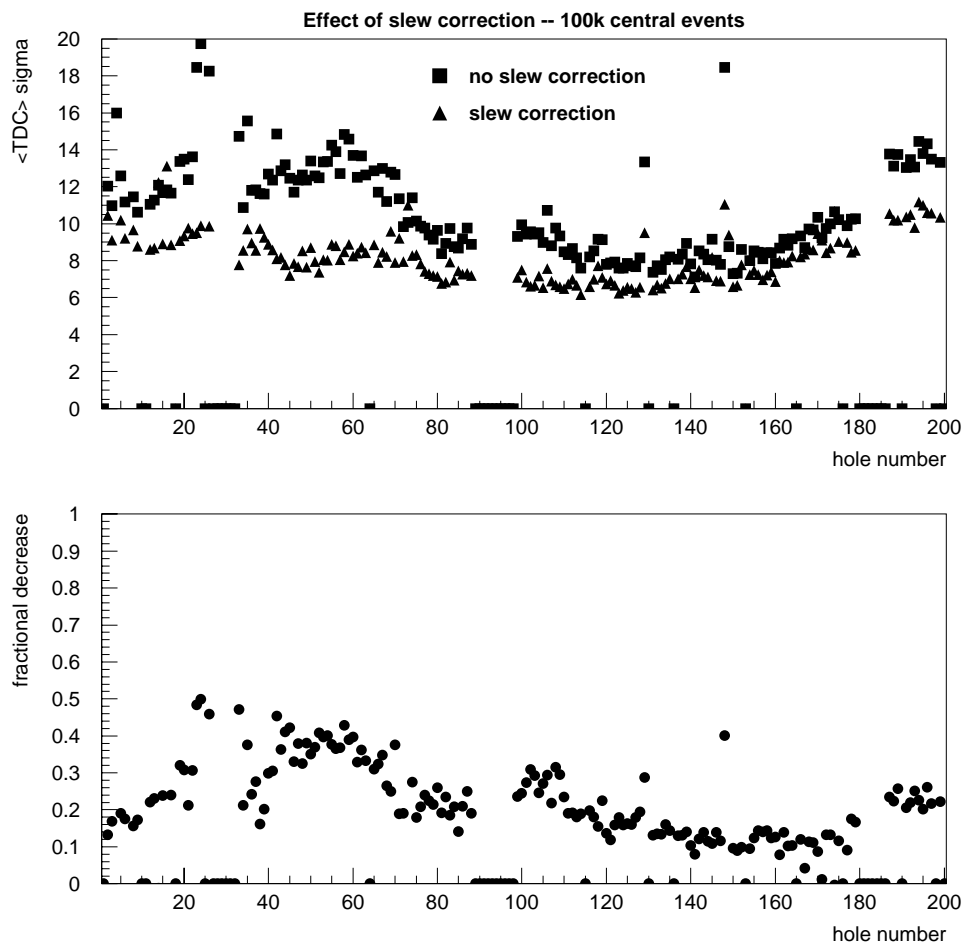 Effect of slew correction -- 100k central events
<TDC> sigma
20
18
16
14
12
10
8
6
4
2
0
no slew correction
slew correction
20 40 60 80 100 120 140 160 180 200
hole number
fractional decrease
1
0.9
0.8
0.7
0.6
0.5
0.4
0.3
0.2
0.1
0
20 40 60 80 100 120 140 160 180 200
hole number